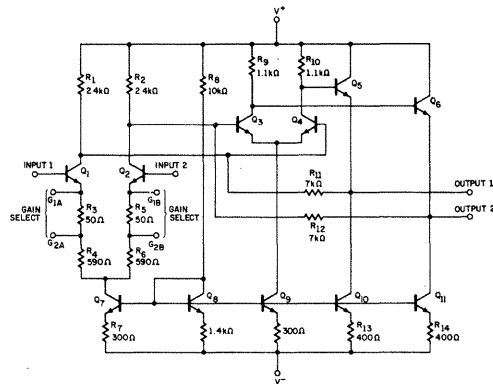 V+
R1
2.4kΩ
R2
2.4kΩ
R8
10kΩ
R9
1.1kΩ
R10
1.1kΩ
Q5
Q6
Q3
Q4
INPUT 1
Q1
Q2
INPUT 2
G1A
G1B
GAIN SELECT
R3
50Ω
R5
50Ω
GAIN SELECT
G2A
G2B
R4
590Ω
R6
590Ω
R11
7kΩ
OUTPUT 1
R12
7kΩ
OUTPUT 2
Q7
Q8
Q9
Q10
Q11
R7
300Ω
1.4kΩ
300Ω
R13
400Ω
R14
400Ω
V-